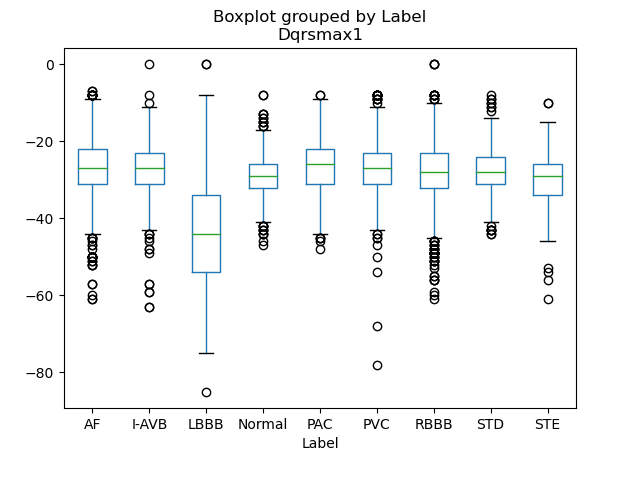 Boxplot grouped by Label
Dqrsmax1
0
−20
−40
−60
−80
AF I-AVB LBBB Normal PAC PVC RBBB STD STE
Label